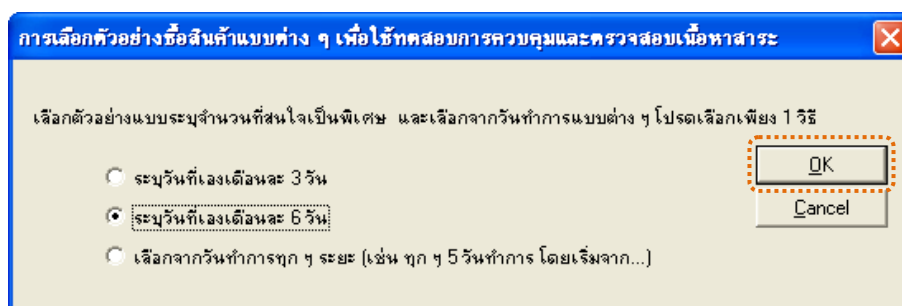 การเลือกตัวอย่างซื้อสินค้าแบบต่าง ๆ เพื่อใช้ทดสอบการควบคุมและตรวจสอบเนื้อหาสาระ
เลือกตัวอย่างแบบระบุจำนวนที่สนใจเป็นพิเศษ และเลือกจากวันทำการแบบต่าง ๆ โปรดเลือกเพียง 1 วิธี
OK
ระบุวันที่เองเดือนละ 3 วัน
Cancel
ระบุวันที่เองเดือนละ 6 วัน
เลือกจากวันทำการทุก ๆ ระยะ (เช่น ทุก ๆ 5 วันทำการ โดยเริ่มจาก...)